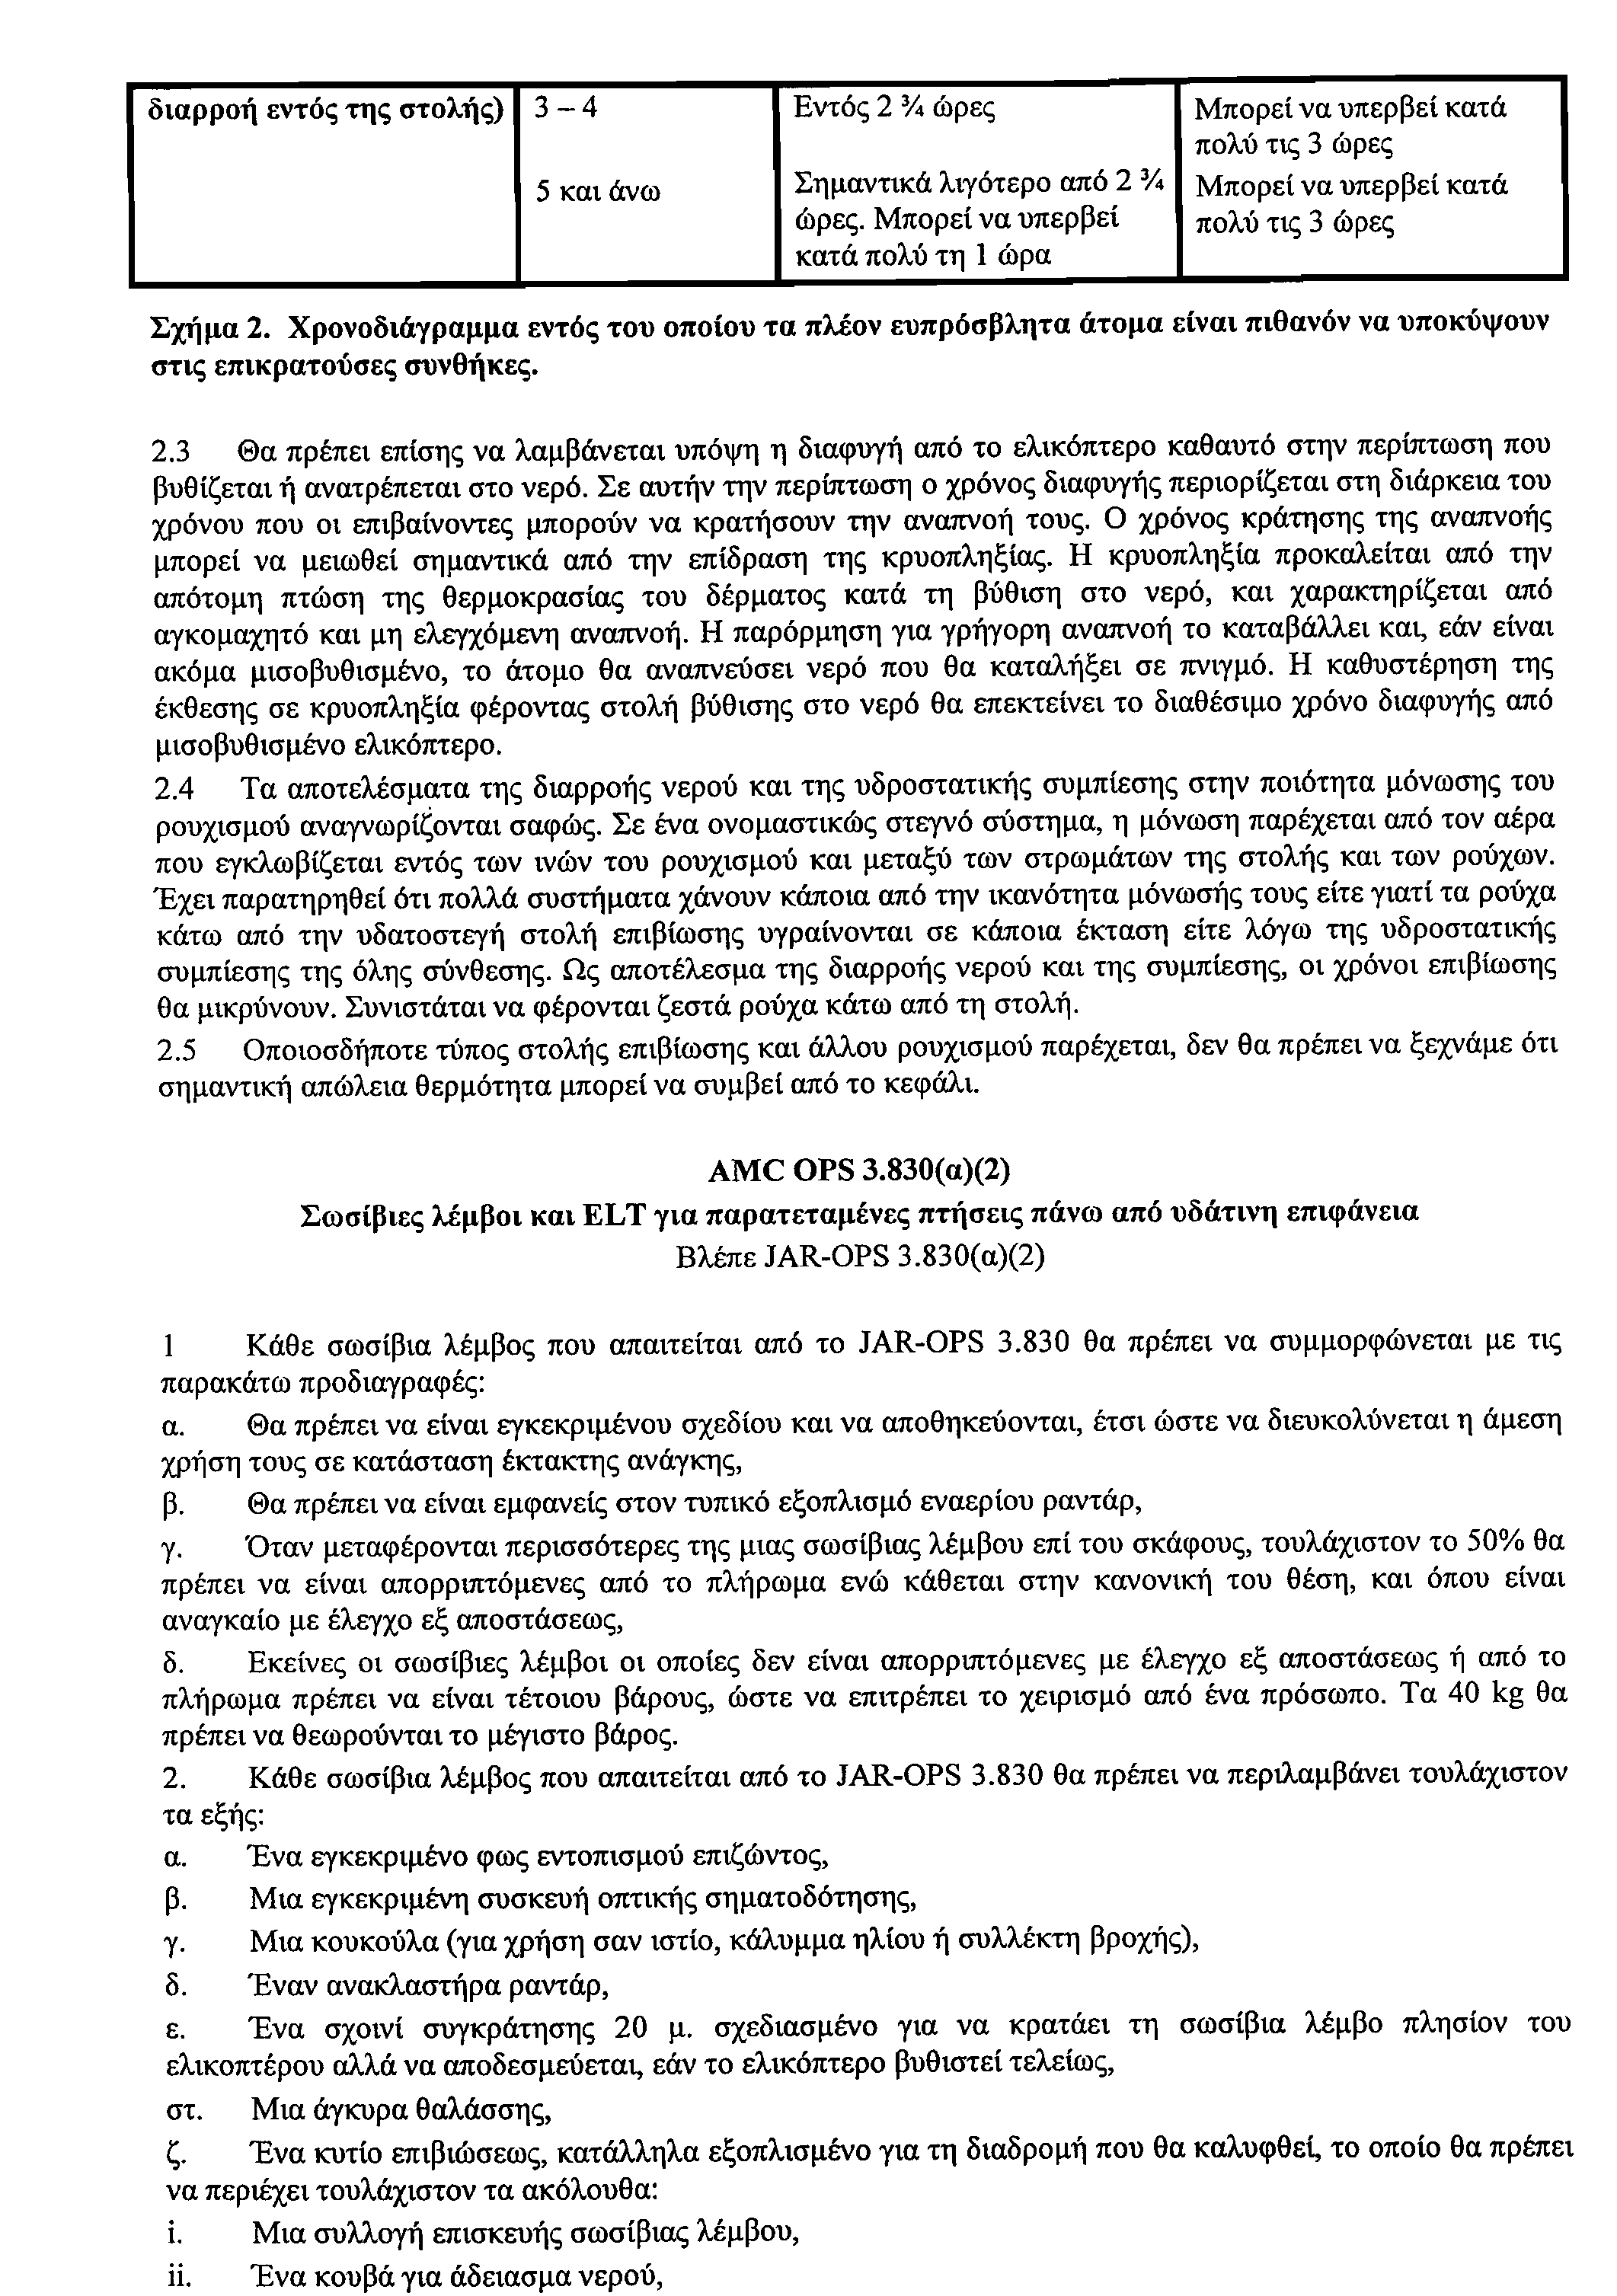 διαρροή εντός της στολής) 3 – 4 Εντός 2 ¾ ώρες Μπορεί να υπερβεί κατά
πολύ τις 3 ώρες
5 και άνω Σημαντικά λιγότερο από 2 ¾ Μπορεί να υπερβεί κατά
ώρες. Μπορεί να υπερβεί πολύ τις 3 ώρες
κατά πολύ τη 1 ώρα
Σχήμα 2. Χρονοδιάγραμμα εντός του οποίου τα πλέον ευπρόσβλητα άτομα είναι πιθανόν να υποκύψουν
στις επικρατούσες συνθήκες.
2.3 Θα πρέπει επίσης να λαμβάνεται υπόψη η διαφυγή από το ελικόπτερο καθαυτό στην περίπτωση που
βυθίζεται ή ανατρέπεται στο νερό. Σε αυτήν την περίπτωση ο χρόνος διαφυγής περιορίζεται στη διάρκεια του
χρόνου που οι επιβαίνοντες μπορούν να κρατήσουν την αναπνοή τους. Ο χρόνος κράτησης της αναπνοής
μπορεί να μειωθεί σημαντικά από την επίδραση της κρυοπληξίας. Η κρυοπληξία προκαλείται από την
απότομη πτώση της θερμοκρασίας του δέρματος κατά τη βύθιση στο νερό, και χαρακτηρίζεται από
αγκομαχητό και μη ελεγχόμενη αναπνοή. Η παρόρμηση για γρήγορη αναπνοή το καταβάλλει και, εάν είναι
ακόμα μισοβυθισμένο, το άτομο θα αναπνεύσει νερό που θα καταλήξει σε πνιγμό. Η καθυστέρηση της
έκθεσης σε κρυοπληξία φέροντας στολή βύθισης στο νερό θα επεκτείνει το διαθέσιμο χρόνο διαφυγής από
μισοβυθισμένο ελικόπτερο.
2.4 Τα αποτελέσματα της διαρροής νερού και της υδροστατικής συμπίεσης στην ποιότητα μόνωσης του
ρουχισμού αναγνωρίζονται σαφώς. Σε ένα ονομαστικώς στεγνό σύστημα, η μόνωση παρέχεται από τον αέρα
που εγκλωβίζεται εντός των ινών του ρουχισμού και μεταξύ των στρωμάτων της στολής και των ρούχων.
Έχει παρατηρηθεί ότι πολλά συστήματα χάνουν κάποια από την ικανότητα μόνωσής τους είτε γιατί τα ρούχα
κάτω από την υδατοστεγή στολή επιβίωσης υγραίνονται σε κάποια έκταση είτε λόγω της υδροστατικής
συμπίεσης της όλης σύνθεσης. Ως αποτέλεσμα της διαρροής νερού και της συμπίεσης, οι χρόνοι επιβίωσης
θα μικρύνουν. Συνιστάται να φέρονται ζεστά ρούχα κάτω από τη στολή.
2.5 Οποιοσδήποτε τύπος στολής επιβίωσης και άλλου ρουχισμού παρέχεται, δεν θα πρέπει να ξεχνάμε ότι
σημαντική απώλεια θερμότητα μπορεί να συμβεί από το κεφάλι.
AMC OPS 3.830(α)(2)
Σωσίβιες λέμβοι και ELT για παρατεταμένες πτήσεις πάνω από υδάτινη επιφάνεια
Βλέπε JAR-OPS 3.830(α)(2)
1 Κάθε σωσίβια λέμβος που απαιτείται από το JAR-OPS 3.830 θα πρέπει να συμμορφώνεται με τις
παρακάτω προδιαγραφές:
α. Θα πρέπει να είναι εγκεκριμένου σχεδίου και να αποθηκεύονται, έτσι ώστε να διευκολύνεται η άμεση
χρήση τους σε κατάσταση έκτακτης ανάγκης,
β. Θα πρέπει να είναι εμφανείς στον τυπικό εξοπλισμό εναερίου ραντάρ,
γ. Όταν μεταφέρονται περισσότερες της μιας σωσίβιας λέμβου επί του σκάφους, τουλάχιστον το 50% θα
πρέπει να είναι απορριπτόμενες από το πλήρωμα ενώ κάθεται στην κανονική του θέση, και όπου είναι
αναγκαίο με έλεγχο εξ αποστάσεως,
δ. Εκείνες οι σωσίβιες λέμβοι οι οποίες δεν είναι απορριπτόμενες με έλεγχο εξ αποστάσεως ή από το
πλήρωμα πρέπει να είναι τέτοιου βάρους, ώστε να επιτρέπει το χειρισμό από ένα πρόσωπο. Τα 40 kg θα
πρέπει να θεωρούνται το μέγιστο βάρος.
2. Κάθε σωσίβια λέμβος που απαιτείται από το JAR-OPS 3.830 θα πρέπει να περιλαμβάνει τουλάχιστον
τα εξής:
α. Ένα εγκεκριμένο φως εντοπισμού επιζώντος,
β. Μια εγκεκριμένη συσκευή οπτικής σηματοδότησης,
γ. Μια κουκούλα (για χρήση σαν ιστίο, κάλυμμα ηλίου ή συλλέκτη βροχής),
δ. Έναν ανακλαστήρα ραντάρ,
ε. Ένα σχοινί συγκράτησης 20 μ. σχεδιασμένο για να κρατάει τη σωσίβια λέμβο πλησίον του
ελικοπτέρου αλλά να αποδεσμεύεται, εάν το ελικόπτερο βυθιστεί τελείως,
στ. Μια άγκυρα θαλάσσης,
ζ. Ένα κυτίο επιβιώσεως, κατάλληλα εξοπλισμένο για τη διαδρομή που θα καλυφθεί, το οποίο θα πρέπει
να περιέχει τουλάχιστον τα ακόλουθα:
i. Μια συλλογή επισκευής σωσίβιας λέμβου,
ii. Ένα κουβά για άδειασμα νερού,